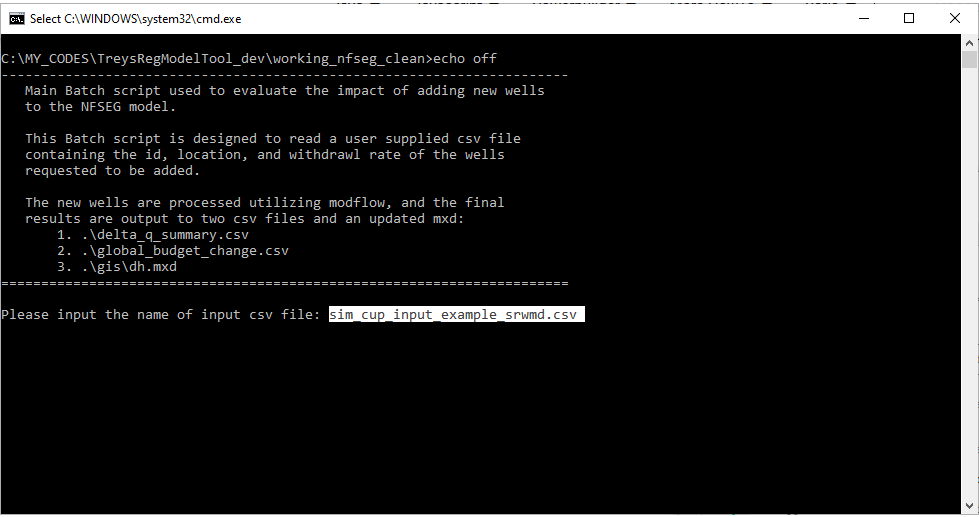 Select C:\WINDOWS\system32\cmd.exe
C:\MY_CODES\TreysRegModelTool_dev\working_nfseg_clean>echo off
-----------------------------------------------------------------------
Main Batch script used to evaluate the impact of adding new wells
to the NFSEG model.
This Batch script is designed to read a user supplied csv file
containing the id, location, and withdrawl rate of the wells
requested to be added.
The new wells are processed utilizing modflow, and the final
results are output to two csv files and an updated mxd:
1. .\delta_q_summary.csv
2. .\global_budget_change.csv
3. .\gis\dh.mxd
=======================================================================
Please input the name of input csv file: sim_cup_input_example_srwmd.csv